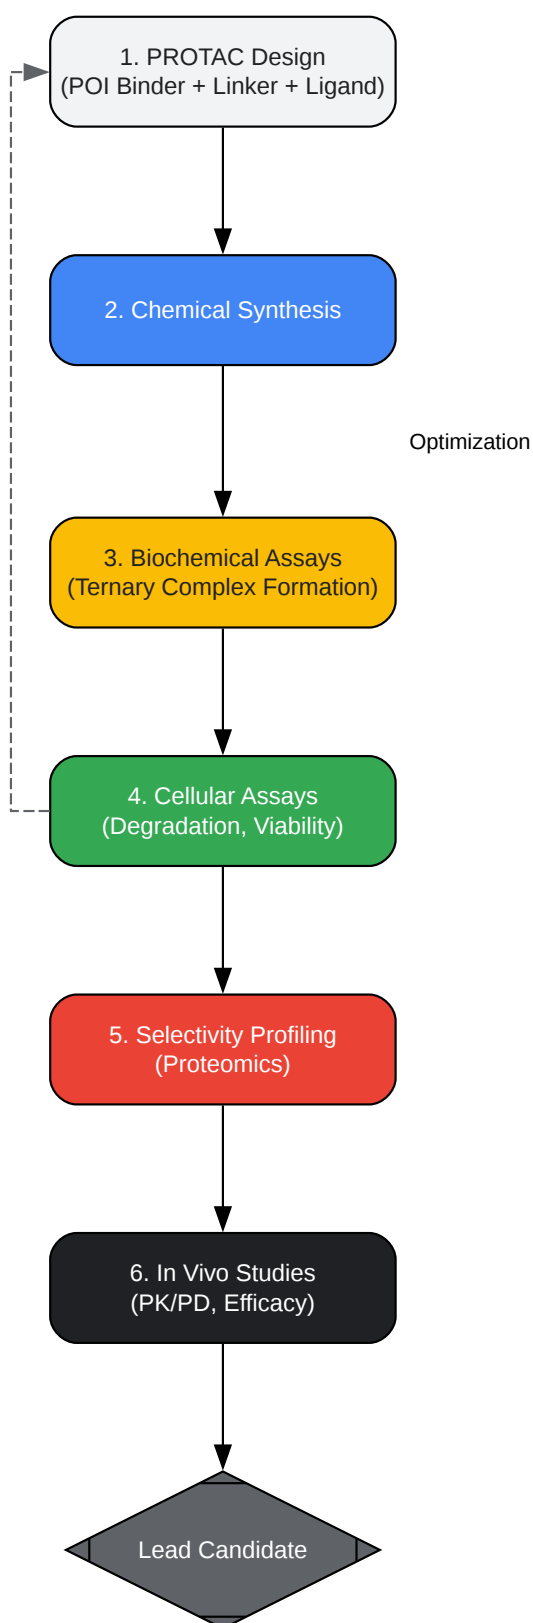 1. PROTAC Design
(POI Binder + Linker + Ligand)
2. Chemical Synthesis
Optimization
3. Biochemical Assays
(Ternary Complex Formation)
4. Cellular Assays
(Degradation, Viability)
5. Selectivity Profiling
(Proteomics)
6. In Vivo Studies
(PK/PD, Efficacy)
Lead Candidate